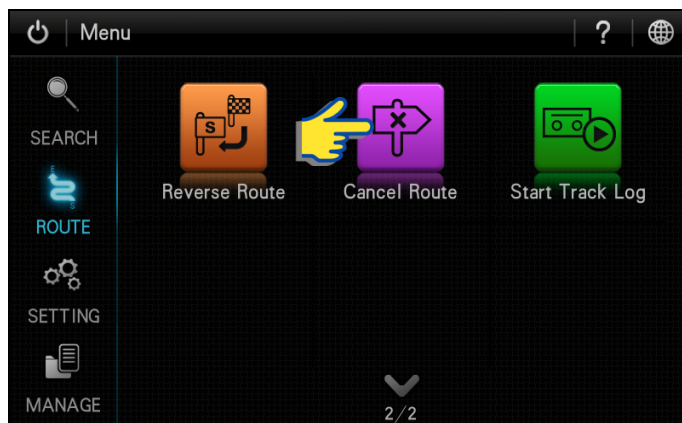 Menu
?
SEARCH
ROUTE
SETTING
MANAGE
S
Reverse Route
Cancel Route
Start Track Log
2/2